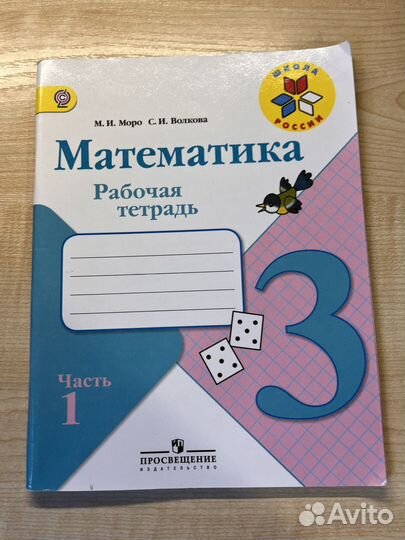 М. И. Моро С. И. Волкова
ШКОЛА
РОССИИ
Математика
Рабочая
тетрадь
3
Часть
1
ПРОСВЕЩЕНИЕ
ИЗДАТЕЛЬСТВО
Avito